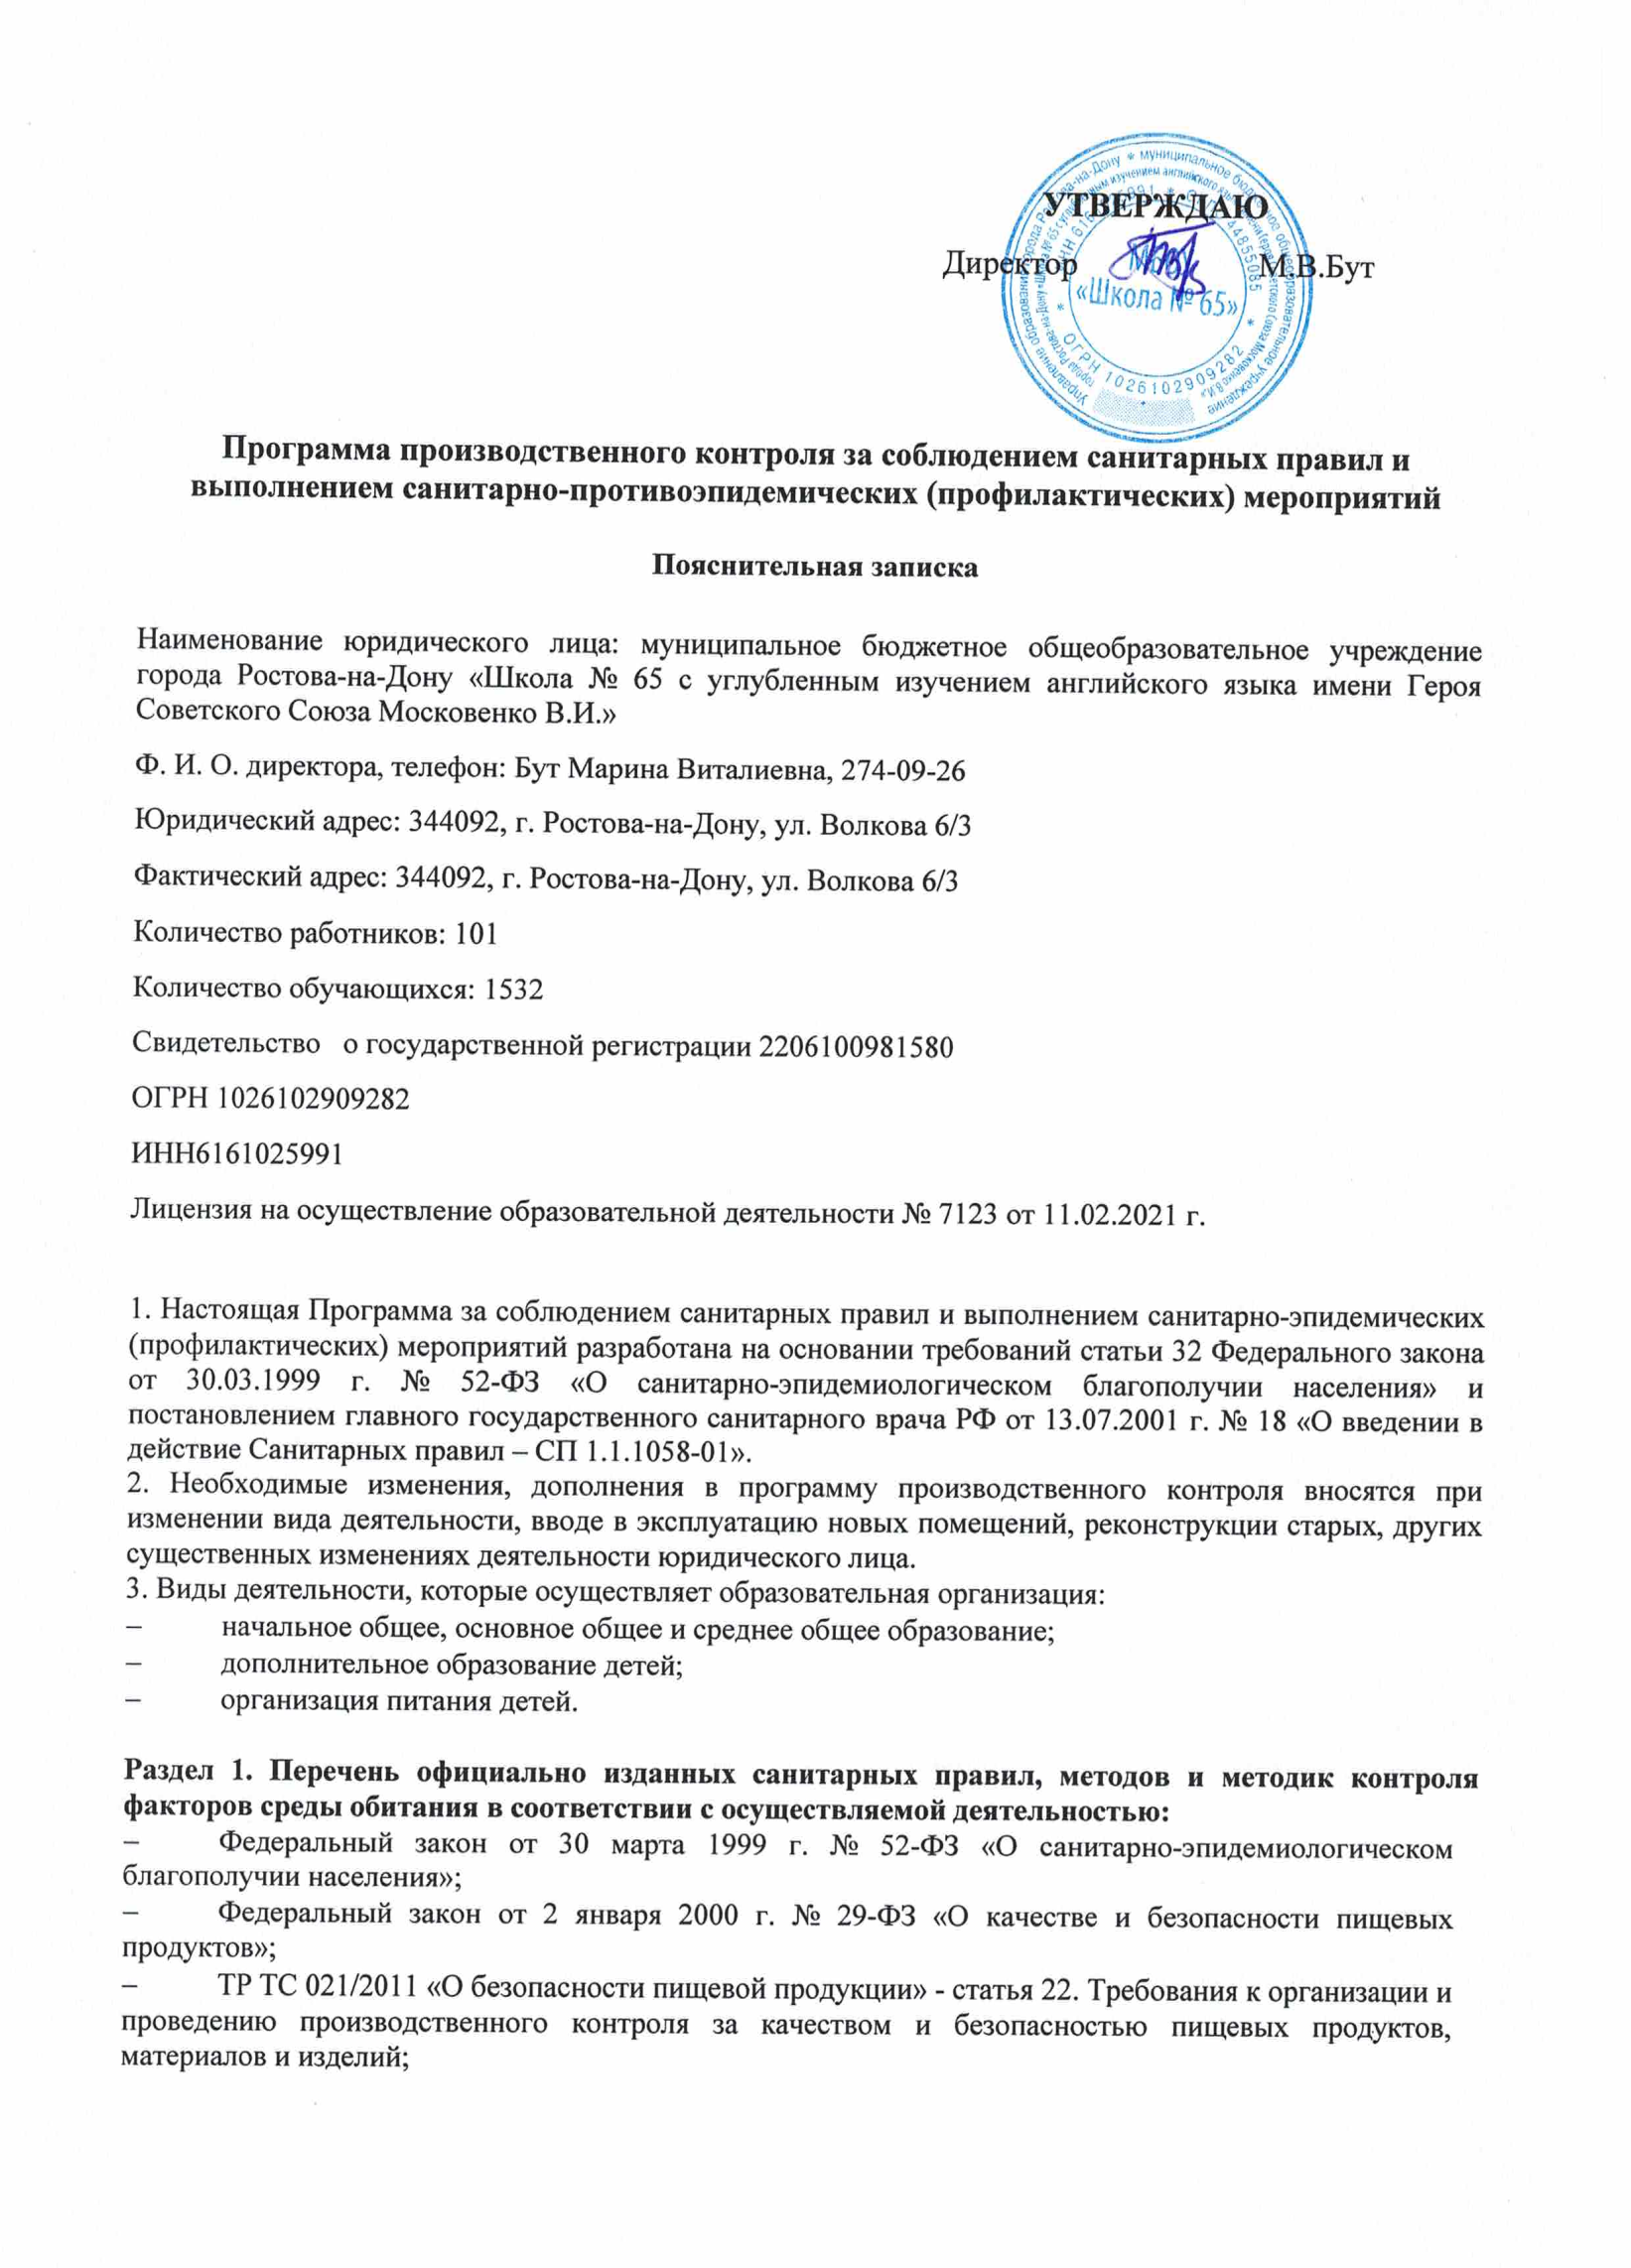 УТВЕРЖДАЮ
Директор М.В.Бут
МБОУ
«Школа № 65»
ОГРН 1026102909282
Программа производственного контроля за соблюдением санитарных правил и
выполнением санитарно-противоэпидемических (профилактических) мероприятий
Пояснительная записка
Наименование юридического лица: муниципальное бюджетное общеобразовательное учреждение
города Ростова-на-Дону «Школа № 65 с углубленным изучением английского языка имени Героя
Советского Союза Московенко В.И.»
Ф. И. О. директора, телефон: Бут Марина Виталиевна, 274-09-26
Юридический адрес: 344092, г. Ростова-на-Дону, ул. Волкова 6/3
Фактический адрес: 344092, г. Ростова-на-Дону, ул. Волкова 6/3
Количество работников: 101
Количество обучающихся: 1532
Свидетельство о государственной регистрации 2206100981580
ОГРН 1026102909282
ИНН6161025991
Лицензия на осуществление образовательной деятельности № 7123 от 11.02.2021 г.
1. Настоящая Программа за соблюдением санитарных правил и выполнением санитарно-эпидемических
(профилактических) мероприятий разработана на основании требований статьи 32 Федерального закона
от 30.03.1999 г. № 52-ФЗ «О санитарно-эпидемиологическом благополучии населения» и
постановлением главного государственного санитарного врача РФ от 13.07.2001 г. № 18 «О введении в
действие Санитарных правил – СП 1.1.1058-01».
2. Необходимые изменения, дополнения в программу производственного контроля вносятся при
изменении вида деятельности, вводе в эксплуатацию новых помещений, реконструкции старых, других
существенных изменениях деятельности юридического лица.
3. Виды деятельности, которые осуществляет образовательная организация:
– начальное общее, основное общее и среднее общее образование;
– дополнительное образование детей;
– организация питания детей.
Раздел 1. Перечень официально изданных санитарных правил, методов и методик контроля
факторов среды обитания в соответствии с осуществляемой деятельностью:
– Федеральный закон от 30 марта 1999 г. № 52-ФЗ «О санитарно-эпидемиологическом
благополучии населения»;
– Федеральный закон от 2 января 2000 г. № 29-ФЗ «О качестве и безопасности пищевых
продуктов»;
– ТР ТС 021/2011 «О безопасности пищевой продукции» - статья 22. Требования к организации и
проведению производственного контроля за качеством и безопасностью пищевых продуктов,
материалов и изделий;